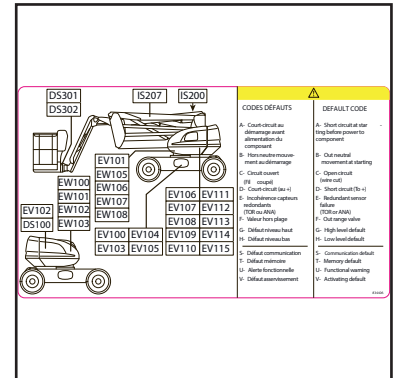 DS301
DS302
IS207
IS200
EV101
EW105
EW106
EW107
EW108
EW100
EW101
EW102
EW103
EV102
DS100
EV106 EV111
EV107 EV112
EV108 EV113
EV100 EV104 EV109 EV114
EV103 EV105 EV110 EV115
CODES DÉFAUTS
A- Court-circuit au
démarrage avant
alimentation du
composant
B- Hors neutre mouve-
ment au démarrage
C- Circuit ouvert
(Fil coupé)
D- Court-circuit (au +)
E- Incohérence capteurs
redondants
(TOR ou ANA)
F- Valeur hors plage
G- Défaut niveau haut
H- Défaut niveau bas
S- Défaut communication
T- Défaut mémoire
U- Alerte fonctionnelle
V- Défaut asservissement
DEFAULT CODE
A- Short circuit at star -
ting before power to
component
B- Out neutral
movement at starting
C- Open circuit
(wire cut)
D- Short circuit (To +)
E- Redundant sensor
failure
(TOR or ANA)
F- Out range valve
G- High level default
H- Low level default
S- Communication default
T- Memory default
U- Functional warning
V- Activating default